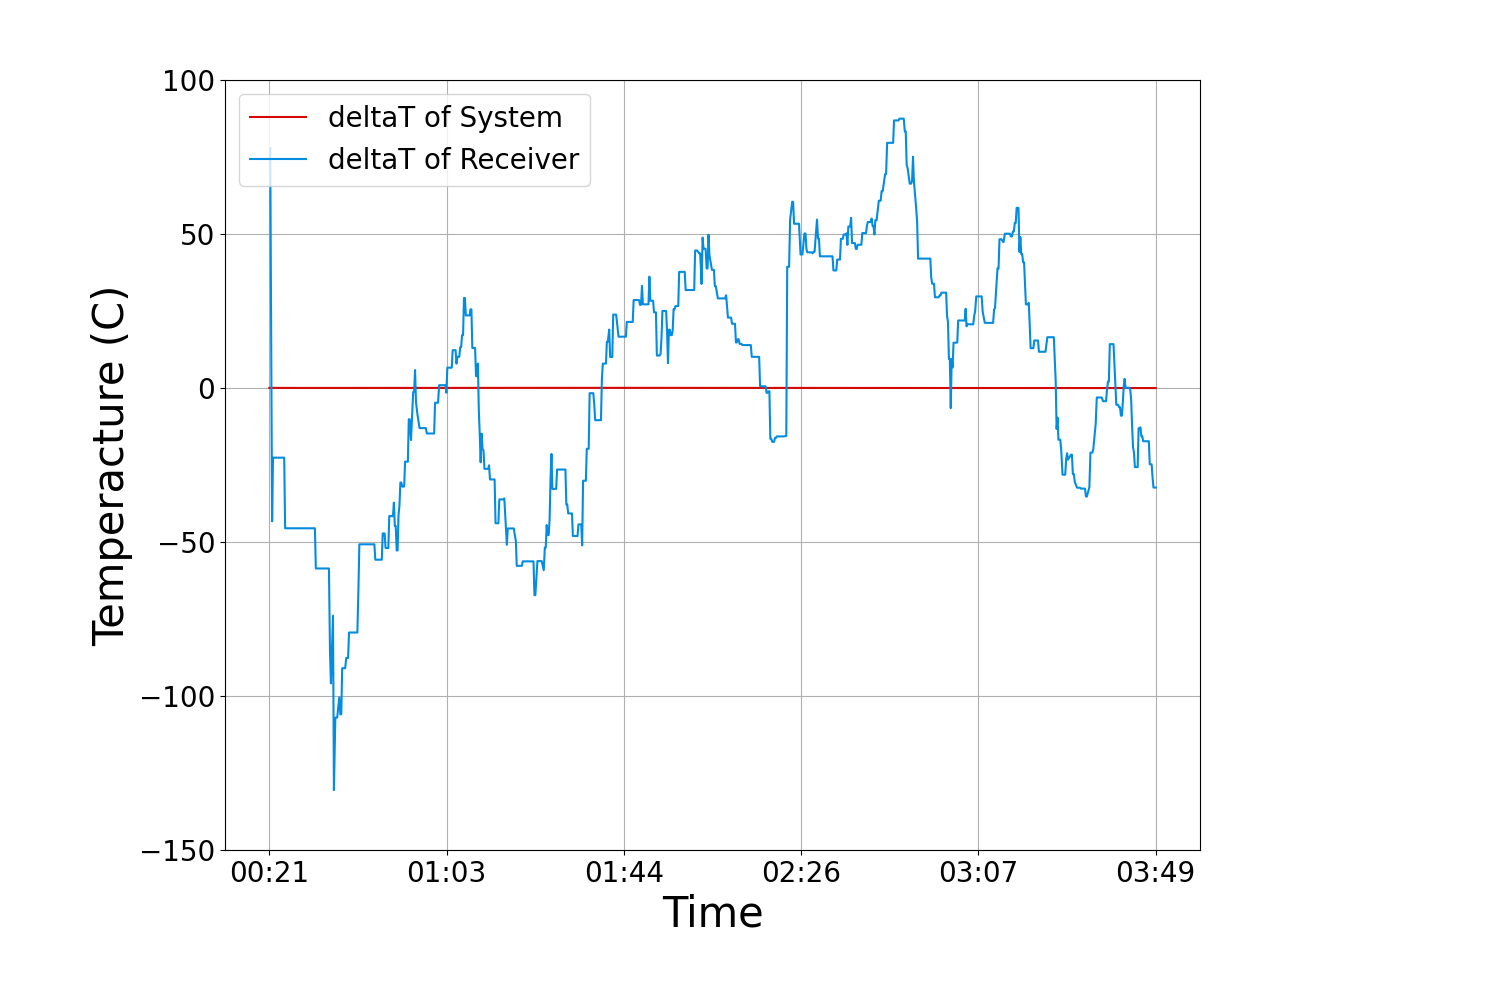 100
50
0
−50
−100
−150
Temperacture (C)
deltaT of System
deltaT of Receiver
00:21 01:03 01:44 02:26 03:07 03:49
Time